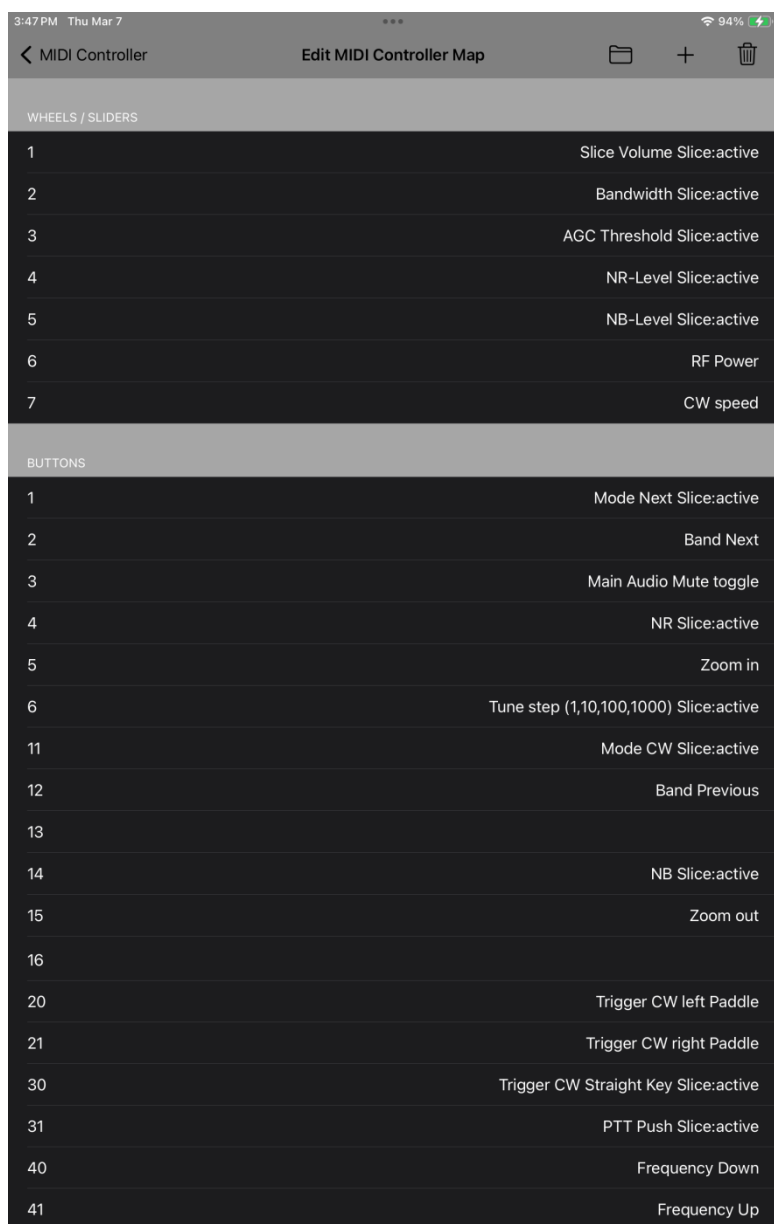 3:47 PM Thu Mar 7 94%
MIDI Controller Edit MIDI Controller Map
WHEELS / SLIDERS
1 Slice Volume Slice:active
2 Bandwidth Slice:active
3 AGC Threshold Slice:active
4 NR-Level Slice:active
5 NB-Level Slice:active
6 RF Power
7 CW speed
BUTTONS
1 Mode Next Slice:active
2 Band Next
3 Main Audio Mute toggle
4 NR Slice:active
5 Zoom in
6 Tune step (1,10,100,1000) Slice:active
11 Mode CW Slice:active
12 Band Previous
13
14 NB Slice:active
15 Zoom out
16
20 Trigger CW left Paddle
21 Trigger CW right Paddle
30 Trigger CW Straight Key Slice:active
31 PTT Push Slice:active
40 Frequency Down
41 Frequency Up